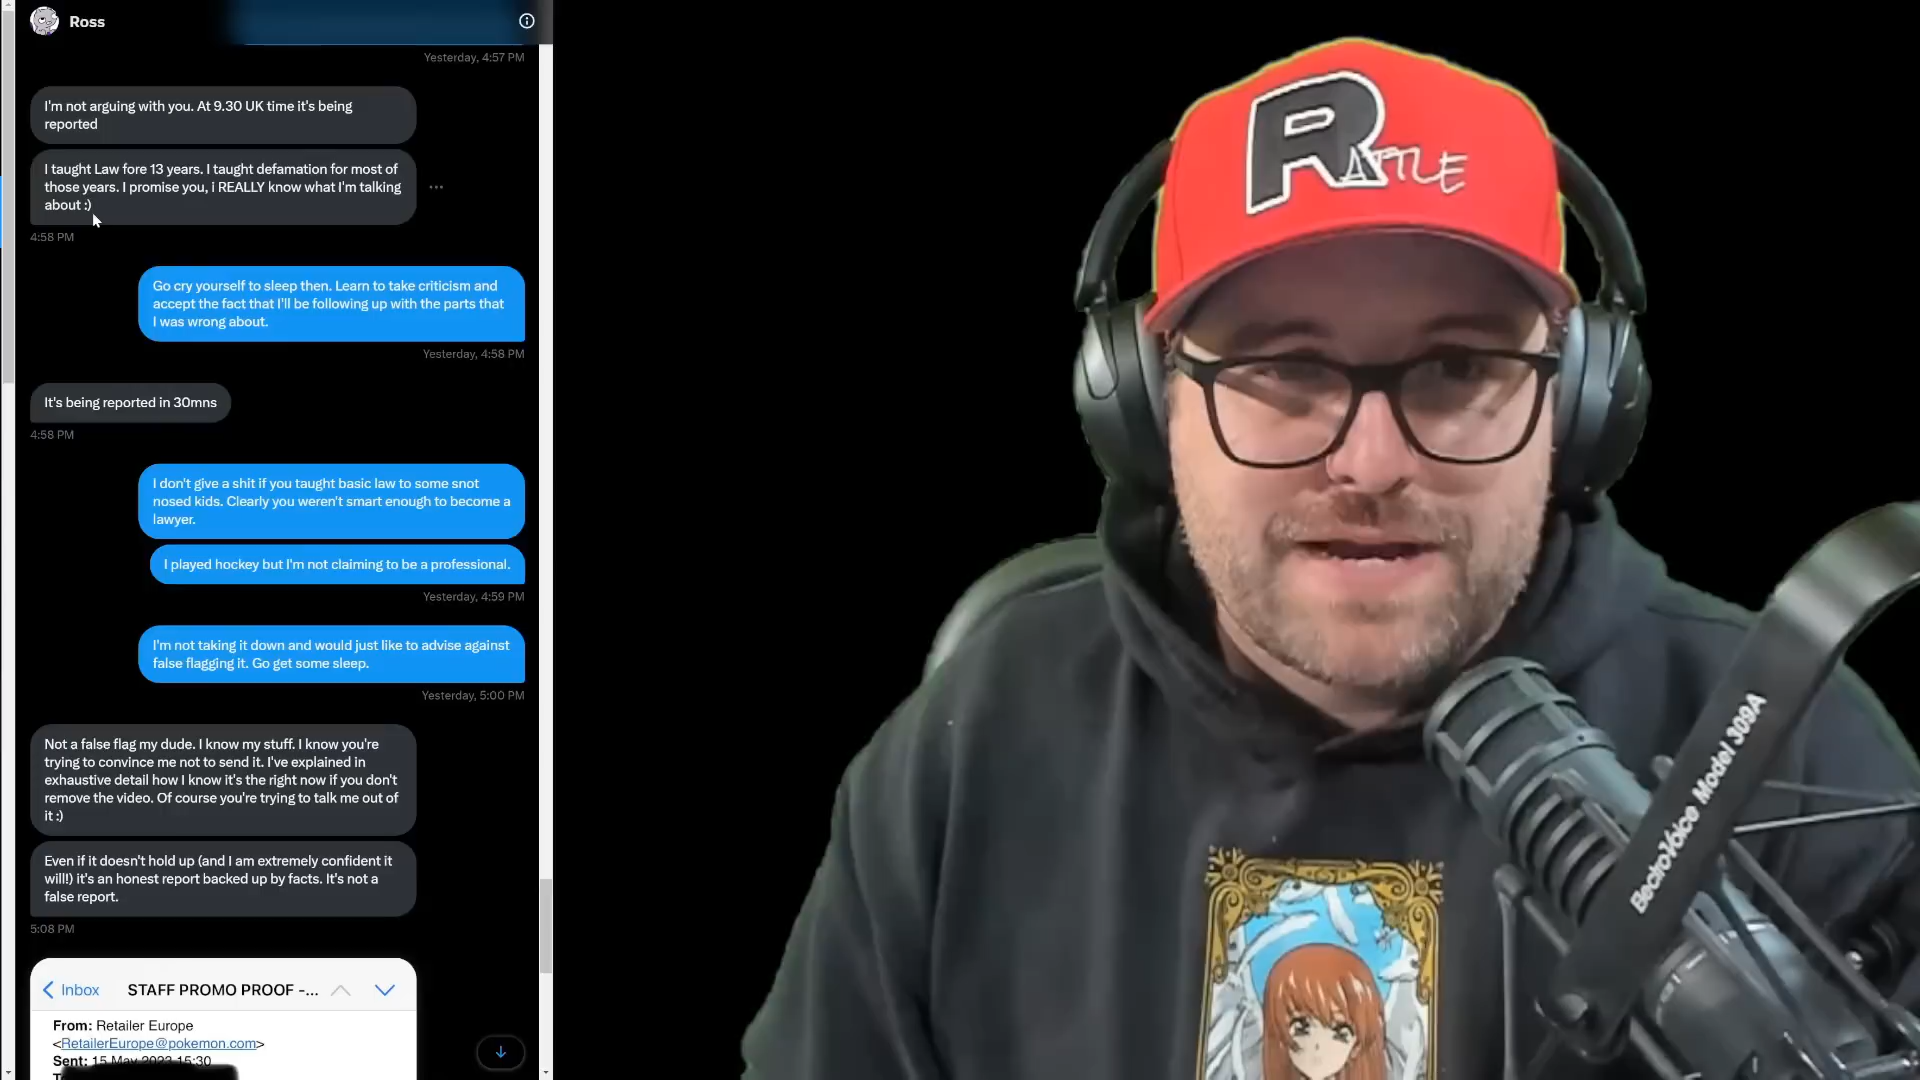 Ross
Yesterday, 4:57 PM
I'm not arguing with you. At 9.30 UK time it's being
reported
I taught Law fore 13 years. I taught defamation for most of
those years. I promise you, i REALLY know what I'm talking
about :)
4:58 PM
Go cry yourself to sleep then. Learn to take criticism and
accept the fact that I'll be following up with the parts that
I was wrong about.
Yesterday, 4:58 PM
It's being reported in 30mns
4:58 PM
I don't give a shit if you taught basic law to some snot
nosed kids. Clearly you weren't smart enough to become a
lawyer.
I played hockey but I'm not claiming to be a professional.
Yesterday, 4:59 PM
I'm not taking it down and would just like to advise against
false flagging it. Go get some sleep.
Yesterday, 5:00 PM
Not a false flag my dude. I know my stuff. I know you're
trying to convince me not to send it. I've explained in
exhaustive detail how I know it's the right now if you don't
remove the video. Of course you're trying to talk me out of
it :)
Even if it doesn't hold up (and I am extremely confident it
will!) it's an honest report backed up by facts. It's not a
false report.
5:08 PM
Inbox STAFF PROMO PROOF -...
From: Retailer Europe
<RetailerEurope@pokemon.com>
Sent: 15 May 2023 15:30
RATTLE
ElectroVoice Model 309A